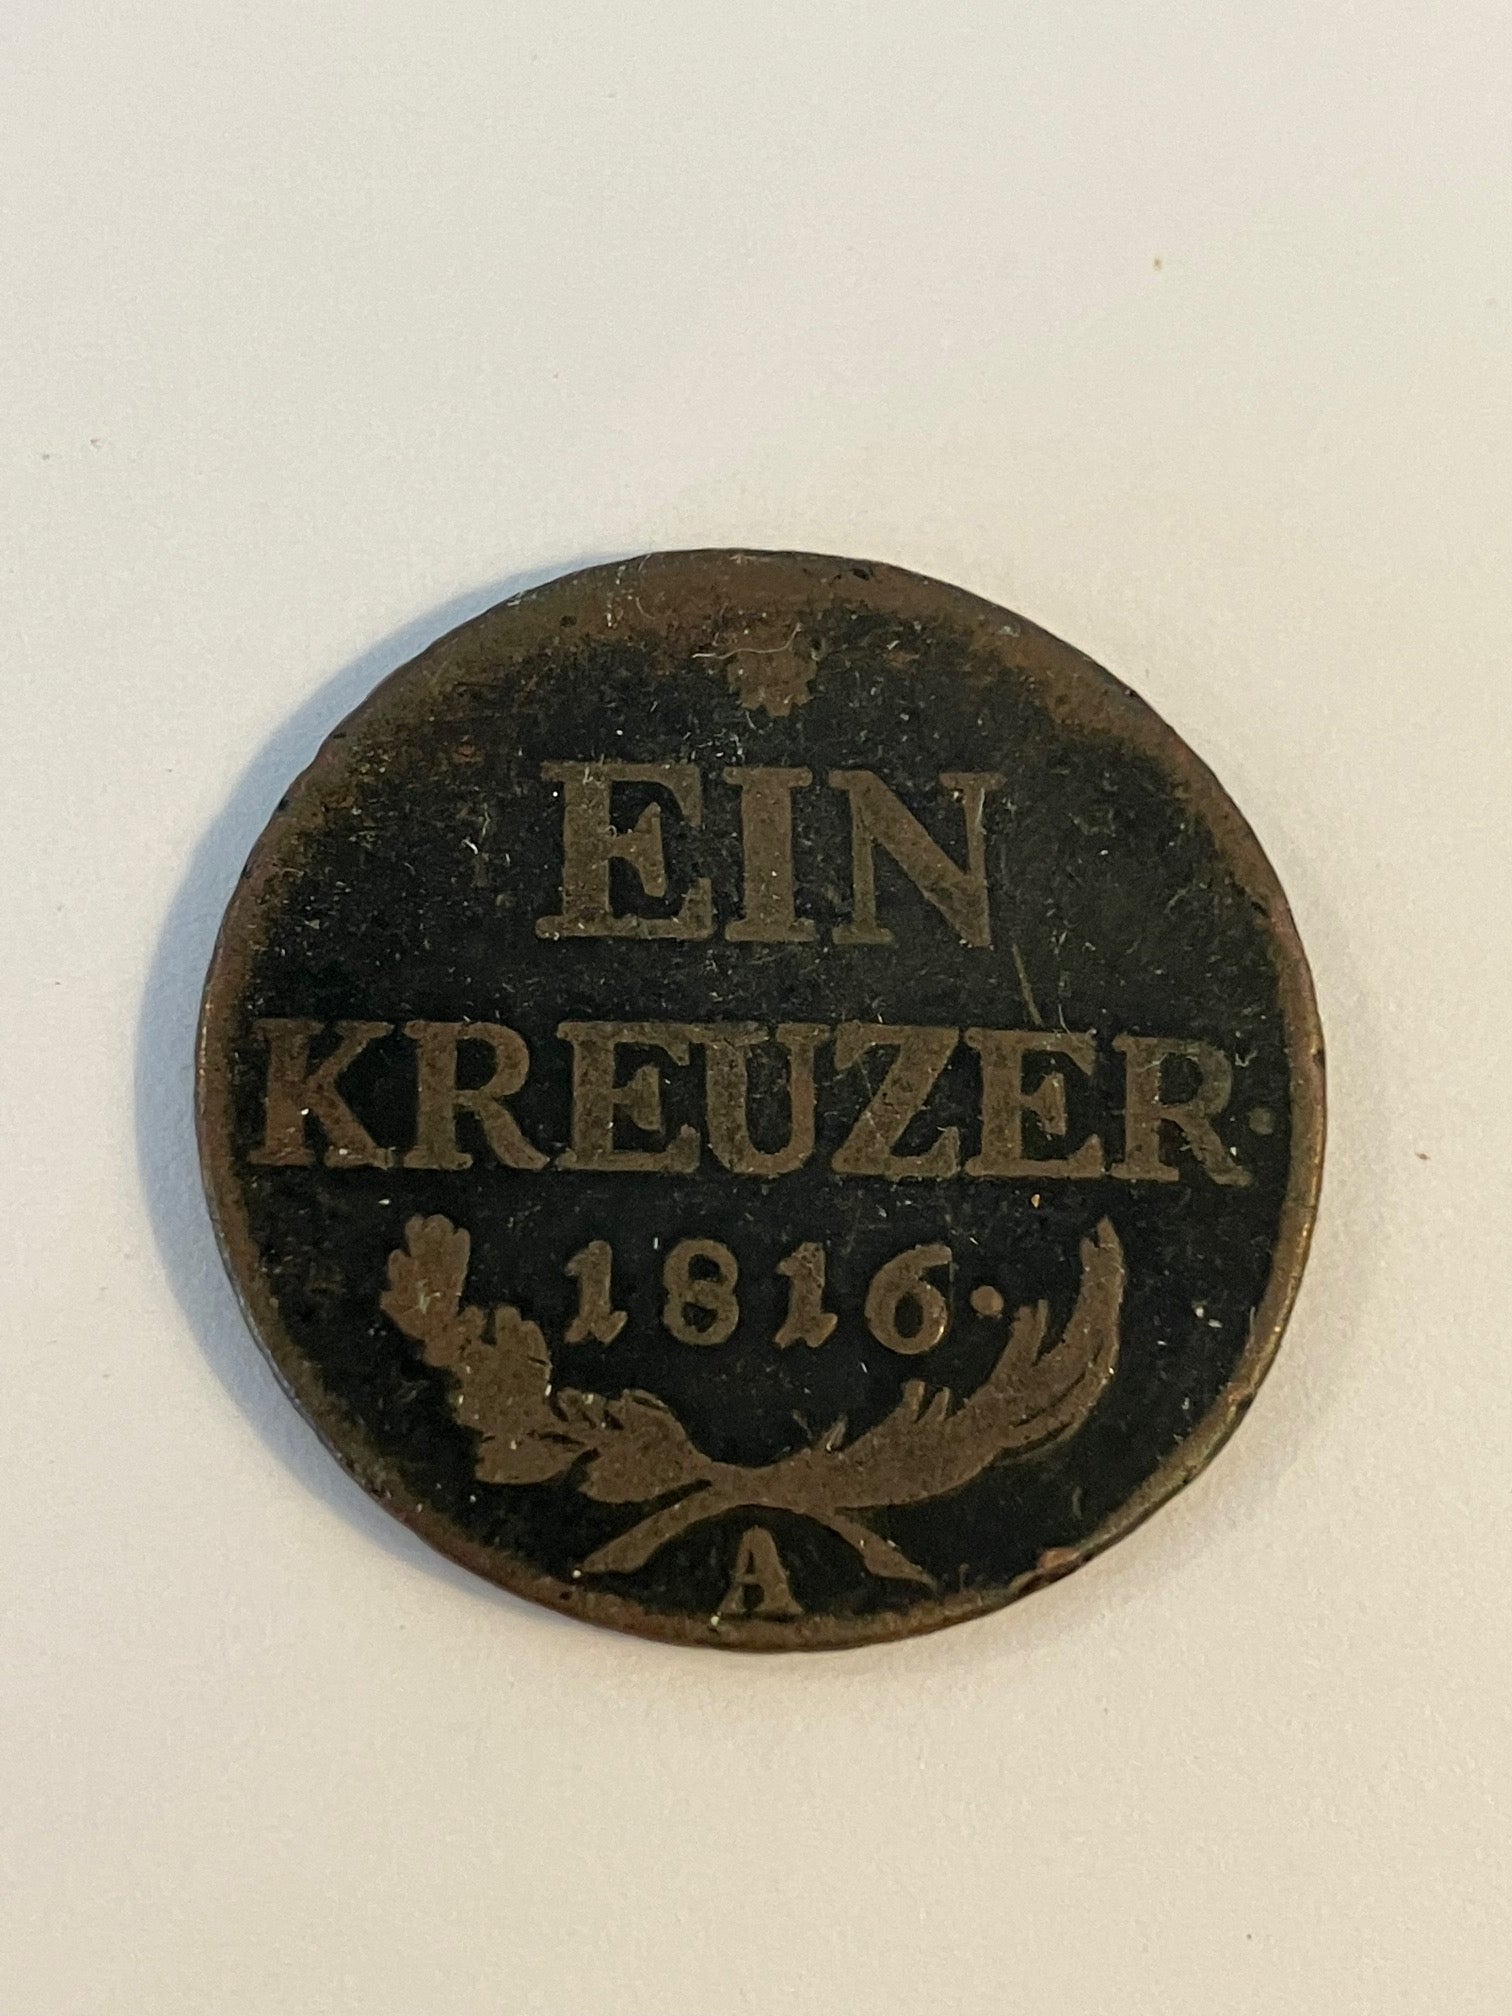 EIN
KREUZER·
1816·
A